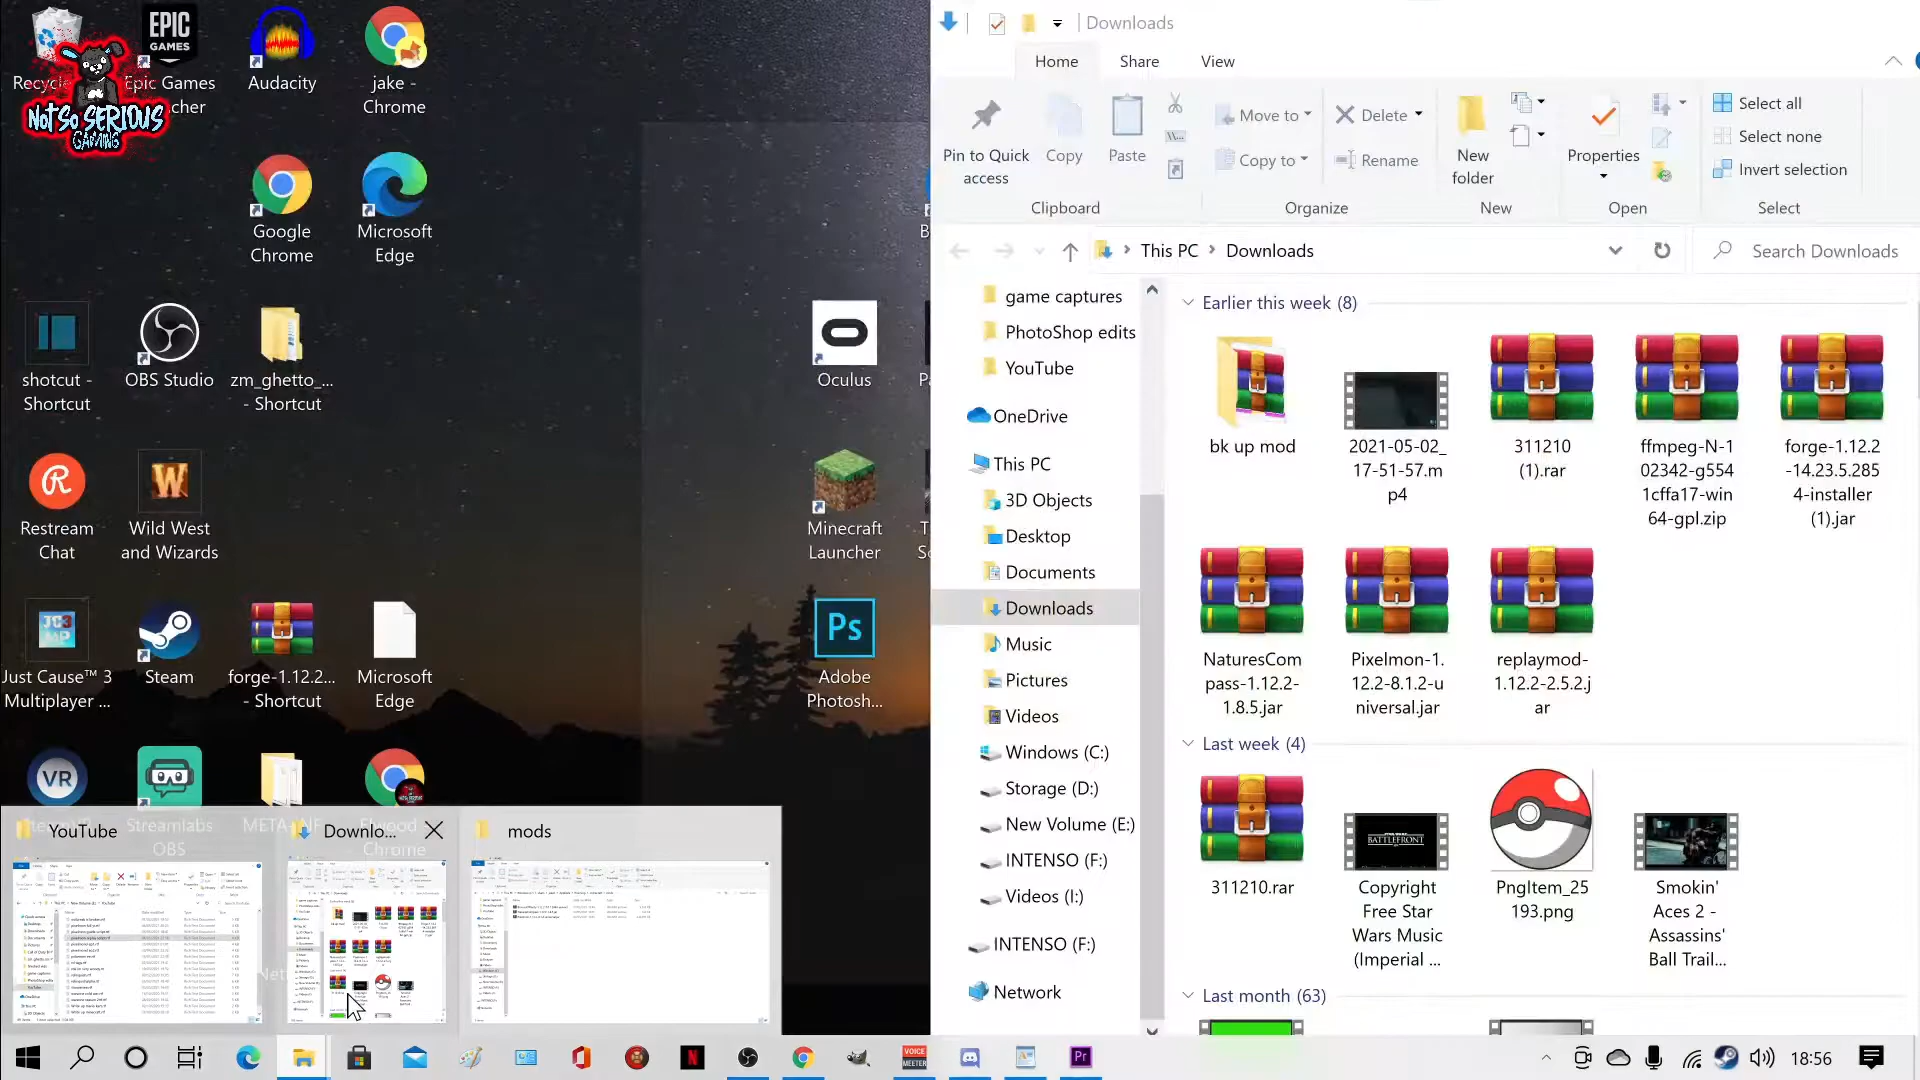 Downloads
Home Share View
Pin to Quick
access
Copy
Paste
Move to
Copy to
Delete
Rename
New
folder
Properties
Select all
Select none
Invert selection
Clipboard
Organize
New
Open
Select
This PC
Downloads
Search Downloads
game captures
PhotoShop edits
YouTube
OneDrive
This PC
3D Objects
Desktop
Documents
Downloads
Music
Pictures
Videos
Windows (C:)
Storage (D:)
New Volume (E:)
INTENSO (F:)
Videos (I:)
INTENSO (F:)
Network
Earlier this week (8)
bk up mod
2021-05-02_
17-51-57.m
p4
311210
(1).rar
ffmpeg-N-1
02342-g554
1cffa17-win
64-gpl.zip
forge-1.12.2
-14.23.5.285
4-installer
(1).jar
NaturesCom
pass-1.12.2-
1.8.5.jar
Pixelmon-1.
12.2-8.1.2-u
niversal.jar
replaymod-
1.12.2-2.5.2.j
ar
Last week (4)
311210.rar
BATTLEFRONT
Copyright
Free Star
Wars Music
(Imperial ...
PngItem_25
193.png
Smokin'
Aces 2 -
Assassins'
Ball Trail...
Last month (63)
EPIC
GAMES
Epic Games
Audacity
jake -
Chrome
NOT SO SERIOUS
GAMING
Google
Chrome
Microsoft
Edge
shotcut -
Shortcut
OBS Studio
zm_ghetto_...
- Shortcut
Oculus
Restream
Chat
Wild West
and Wizards
Minecraft
Launcher
JC3
MP
Just Cause™ 3
Multiplayer ...
Steam
forge-1.12.2...
- Shortcut
Microsoft
Edge
Ps
Adobe
Photosh...
VR
Streamlabs
OBS
Chrome
YouTube
Downlo...
mods
VOICE
MEETER
Pr
18:56